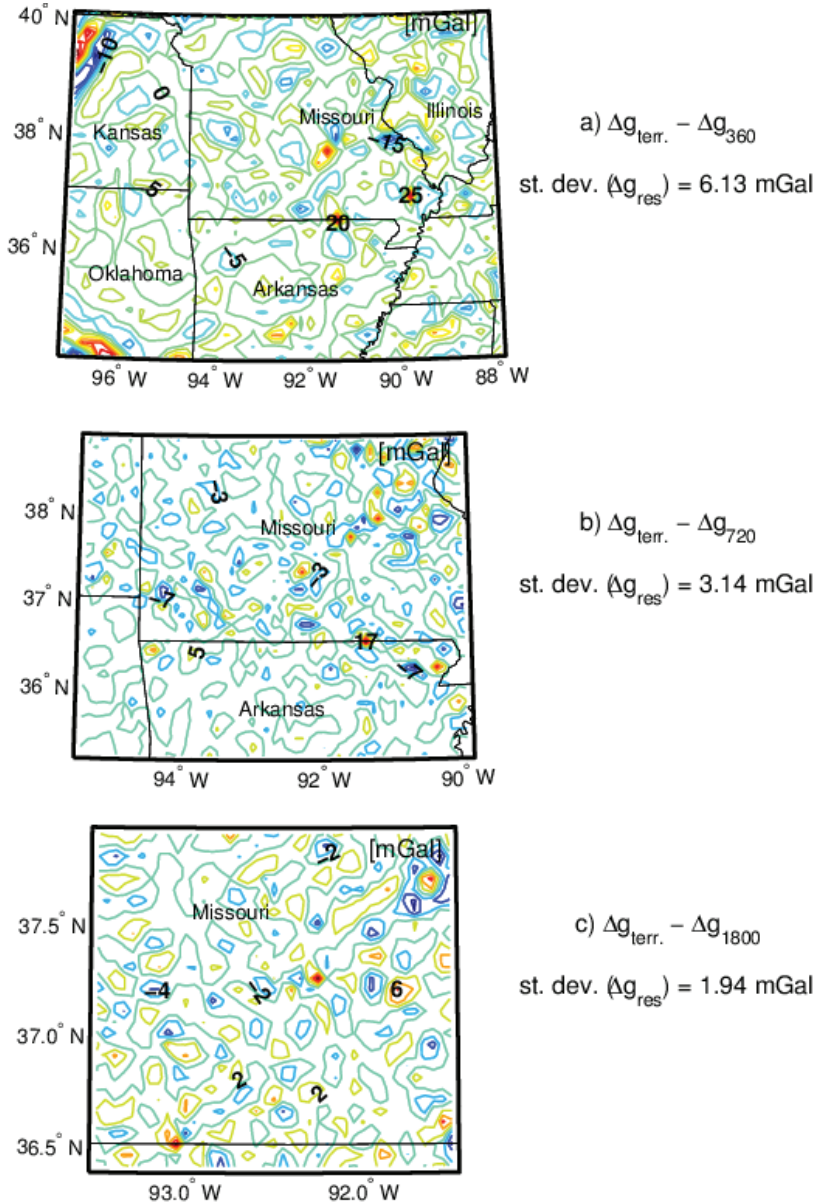 40° N
[mGal]
−10
0
Illinois
Missouri
38° N
Kansas
−15
a) Δg_terr. − Δg_360
st. dev. (Δg_res) = 6.13 mGal
5
25
20
36° N
−5
Oklahoma
Arkansas
96° W 94° W 92° W 90° W 88° W
[mGal]
−3
38° N
Missouri
b) Δg_terr. − Δg_720
st. dev. (Δg_res) = 3.14 mGal
−3
37° N
−7
17
5
−7
36° N
Arkansas
94° W 92° W 90° W
[mGal]
−2
Missouri
37.5° N
c) Δg_terr. − Δg_1800
st. dev. (Δg_res) = 1.94 mGal
−4
−2
6
37.0° N
2
2
36.5° N
93.0° W 92.0° W